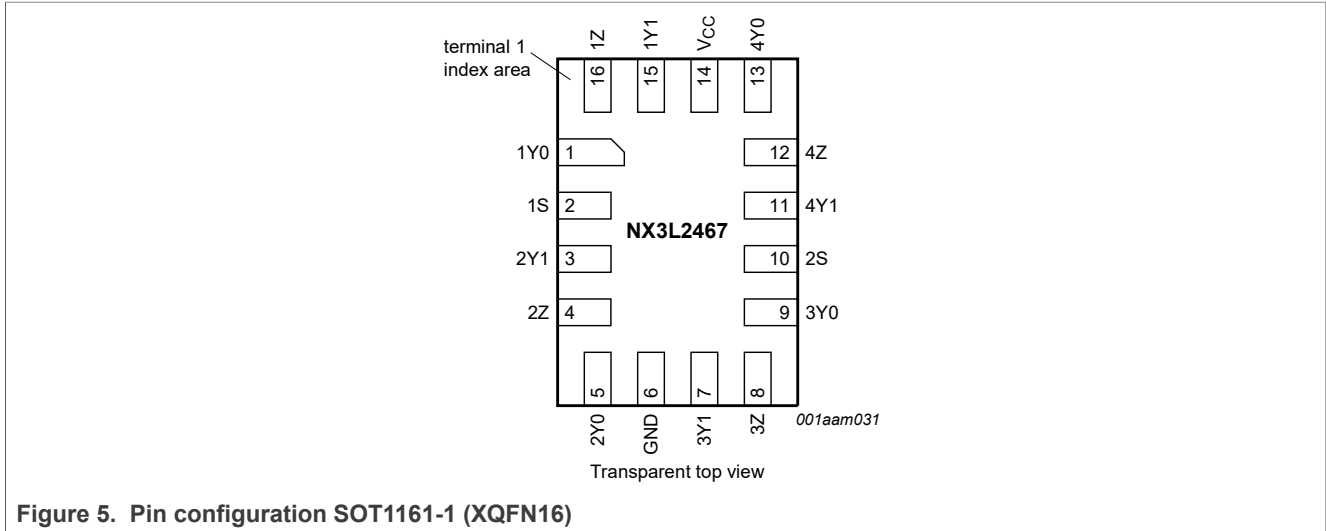 terminal 1
index area
1Z
1Y1
VCC
4Y0
16
15
14
13
1Y0 1
12 4Z
1S 2
11 4Y1
NX3L2467
2Y1 3
10 2S
2Z 4
9 3Y0
5
6
7
8
2Y0
GND
3Y1
3Z
001aam031
Transparent top view
Figure 5. Pin configuration SOT1161-1 (XQFN16)